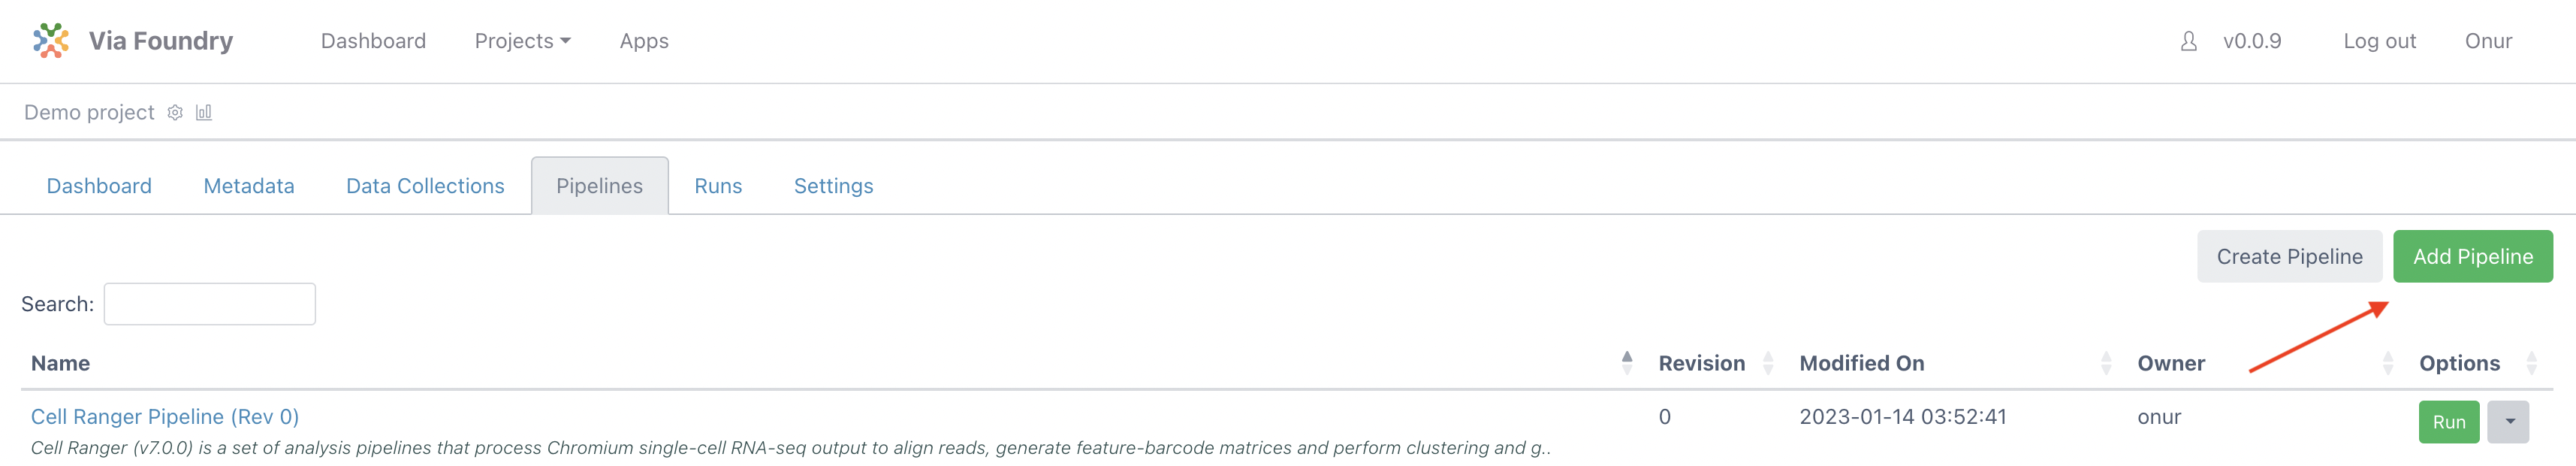 Via Foundry Dashboard Projects Apps v0.0.9 Log out Onur
Demo project
Dashboard Metadata Data Collections Pipelines Runs Settings
Create Pipeline Add Pipeline
Search:
Name Revision Modified On Owner Options
Cell Ranger Pipeline (Rev 0) 0 2023-01-14 03:52:41 onur Run
Cell Ranger (v7.0.0) is a set of analysis pipelines that process Chromium single-cell RNA-seq output to align reads, generate feature-barcode matrices and perform clustering and g..